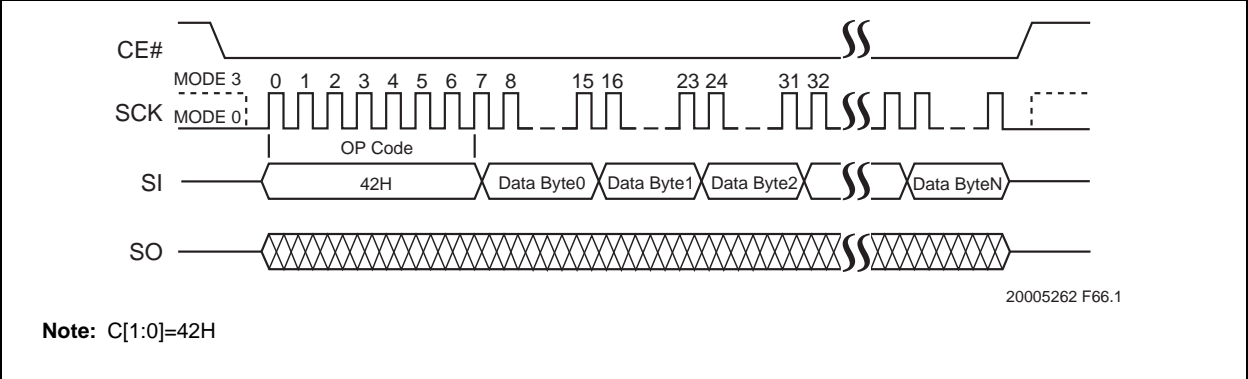 CE#
MODE 3 0 1 2 3 4 5 6 7 8 15 16 23 24 31 32
SCK MODE 0
OP Code
SI 42H Data Byte0 Data Byte1 Data Byte2 Data ByteN
SO
20005262 F66.1
Note: C[1:0]=42H